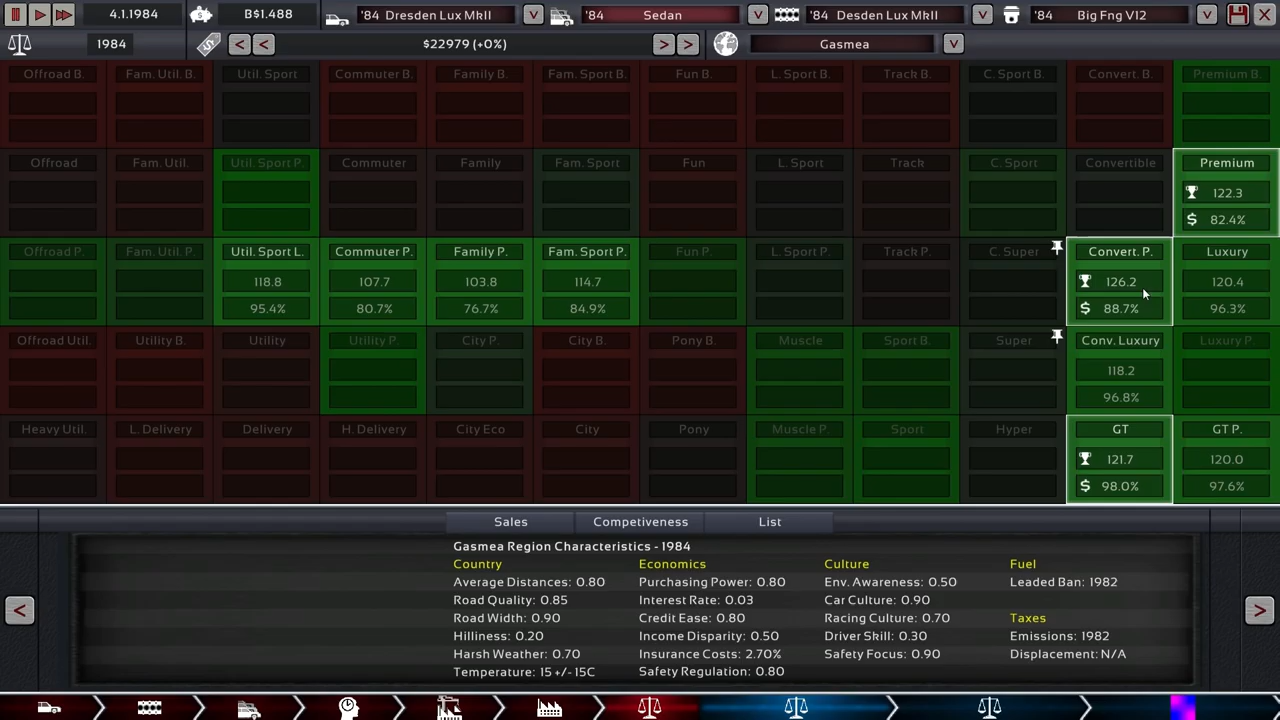 4.1.1984 B$1.488 '84 Dresden Lux MkII '84 Sedan '84 Desden Lux MkII '84 Big Fng V12
1984 $22979 (+0%) Gasmea
Offroad B. Fam. Util. B. Util. Sport Commuter B. Family B. Fam. Sport B. Fun B. L. Sport B. Track B. C. Sport B. Convert. B. Premium B.
Offroad Fam. Util. Util. Sport P. Commuter Family Fam. Sport Fun L. Sport Track C. Sport Convertible Premium
122.3
$ 82.4%
Offroad P. Fam. Util. P. Util. Sport L. Commuter P. Family P. Fam. Sport P. Fun P. L. Sport P. Track P. C. Super Convert. P. Luxury
118.8 107.7 103.8 114.7 126.2 120.4
95.4% 80.7% 76.7% 84.9% $ 88.7% 96.3%
Offroad Util. Utility B. Utility Utility P. City P. City B. Pony B. Muscle Sport B. Super Conv. Luxury Luxury P.
118.2
96.8%
Heavy Util. L. Delivery Delivery H. Delivery City Eco City Pony Muscle P. Sport Hyper GT GT P.
121.7 120.0
$ 98.0% 97.6%
Sales Competiveness List
Gasmea Region Characteristics - 1984
Country Economics Culture Fuel
Average Distances: 0.80 Purchasing Power: 0.80 Env. Awareness: 0.50 Leaded Ban: 1982
Road Quality: 0.85 Interest Rate: 0.03 Car Culture: 0.90
Road Width: 0.90 Credit Ease: 0.80 Racing Culture: 0.70 Taxes
Hilliness: 0.20 Income Disparity: 0.50 Driver Skill: 0.30 Emissions: 1982
Harsh Weather: 0.70 Insurance Costs: 2.70% Safety Focus: 0.90 Displacement: N/A
Temperature: 15 +/- 15C Safety Regulation: 0.80